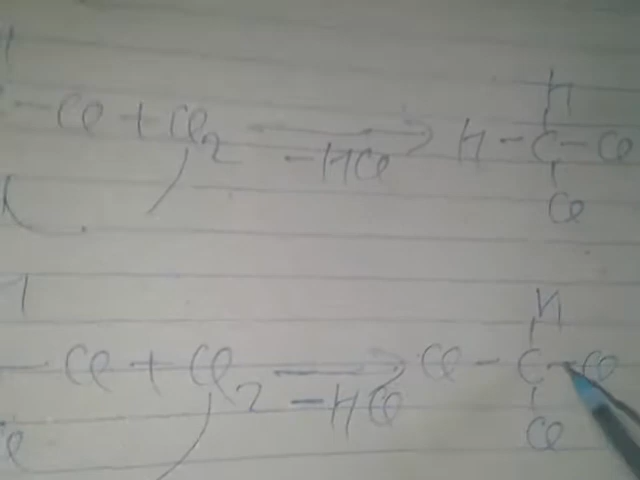 H
-Cl + Cl2 → H - C - Cl
-HCl
Cl
H
- Cl + Cl2 → Cl - C - Cl
-HCl
Cl